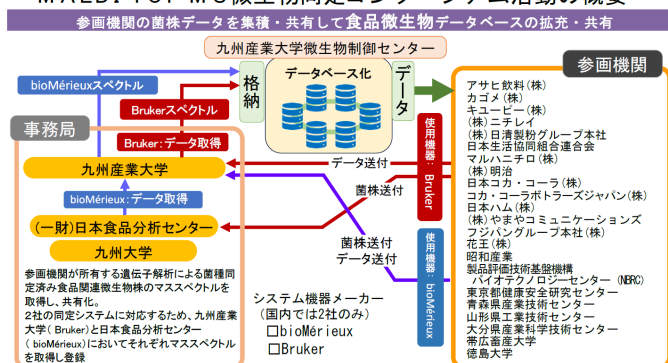 MALDI-TOF MS微生物同定コンソーシアム活動の概要
参画機関の菌株データを集積・共有して食品微生物データベースの拡充・共有
九州産業大学微生物制御センター
bioMérieuxスペクトル
Brukerスペクトル
格納
データベース化
データ
参画機関
アサヒ飲料(株)
カゴメ(株)
キユーピー(株)
(株)ニチレイ
(株)日清製粉グループ本社
日本生活協同組合連合会
マルハニチロ(株)
(株)明治
日本コカ・コーラ(株)
コカ・コーラボトラーズジャパン(株)
日本ハム(株)
(株)やまやコミュニケーションズ
フジパングループ本社(株)
花王(株)
昭和産業
製品評価技術基盤機構
バイオテクノロジーセンター(NBRC)
東京都健康安全研究センター
青森県産業技術センター
山形県工業技術センター
大分県産業科学技術センター
帯広畜産大学
徳島大学
事務局
Bruker:データ取得
九州産業大学
bioMérieux:データ取得
(一財)日本食品分析センター
九州大学
参画機関が所有する遺伝子解析による菌種同
定済み食品関連微生物株のマススペクトルを
取得し、共有化。
2社の同定システムに対応するため、九州産業
大学(Bruker)と日本食品分析センター
(bioMérieux)においてそれぞれマススペクトル
を取得し登録
データ送付
菌株送付
使用機器:Bruker
菌株送付
データ送付
使用機器:bioMérieux
システム機器メーカー
(国内では2社のみ)
□bioMérieux
□Bruker